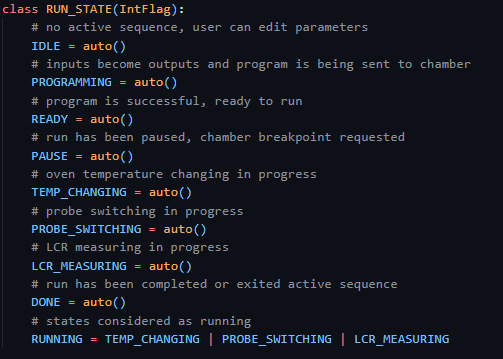 class RUN_STATE(IntFlag):
# no active sequence, user can edit parameters
IDLE = auto()
# inputs become outputs and program is being sent to chamber
PROGRAMMING = auto()
# program is successful, ready to run
READY = auto()
# run has been paused, chamber breakpoint requested
PAUSE = auto()
# oven temperature changing in progress
TEMP_CHANGING = auto()
# probe switching in progress
PROBE_SWITCHING = auto()
# LCR measuring in progress
LCR_MEASURING = auto()
# run has been completed or exited active sequence
DONE = auto()
# states considered as running
RUNNING = TEMP_CHANGING | PROBE_SWITCHING | LCR_MEASURING